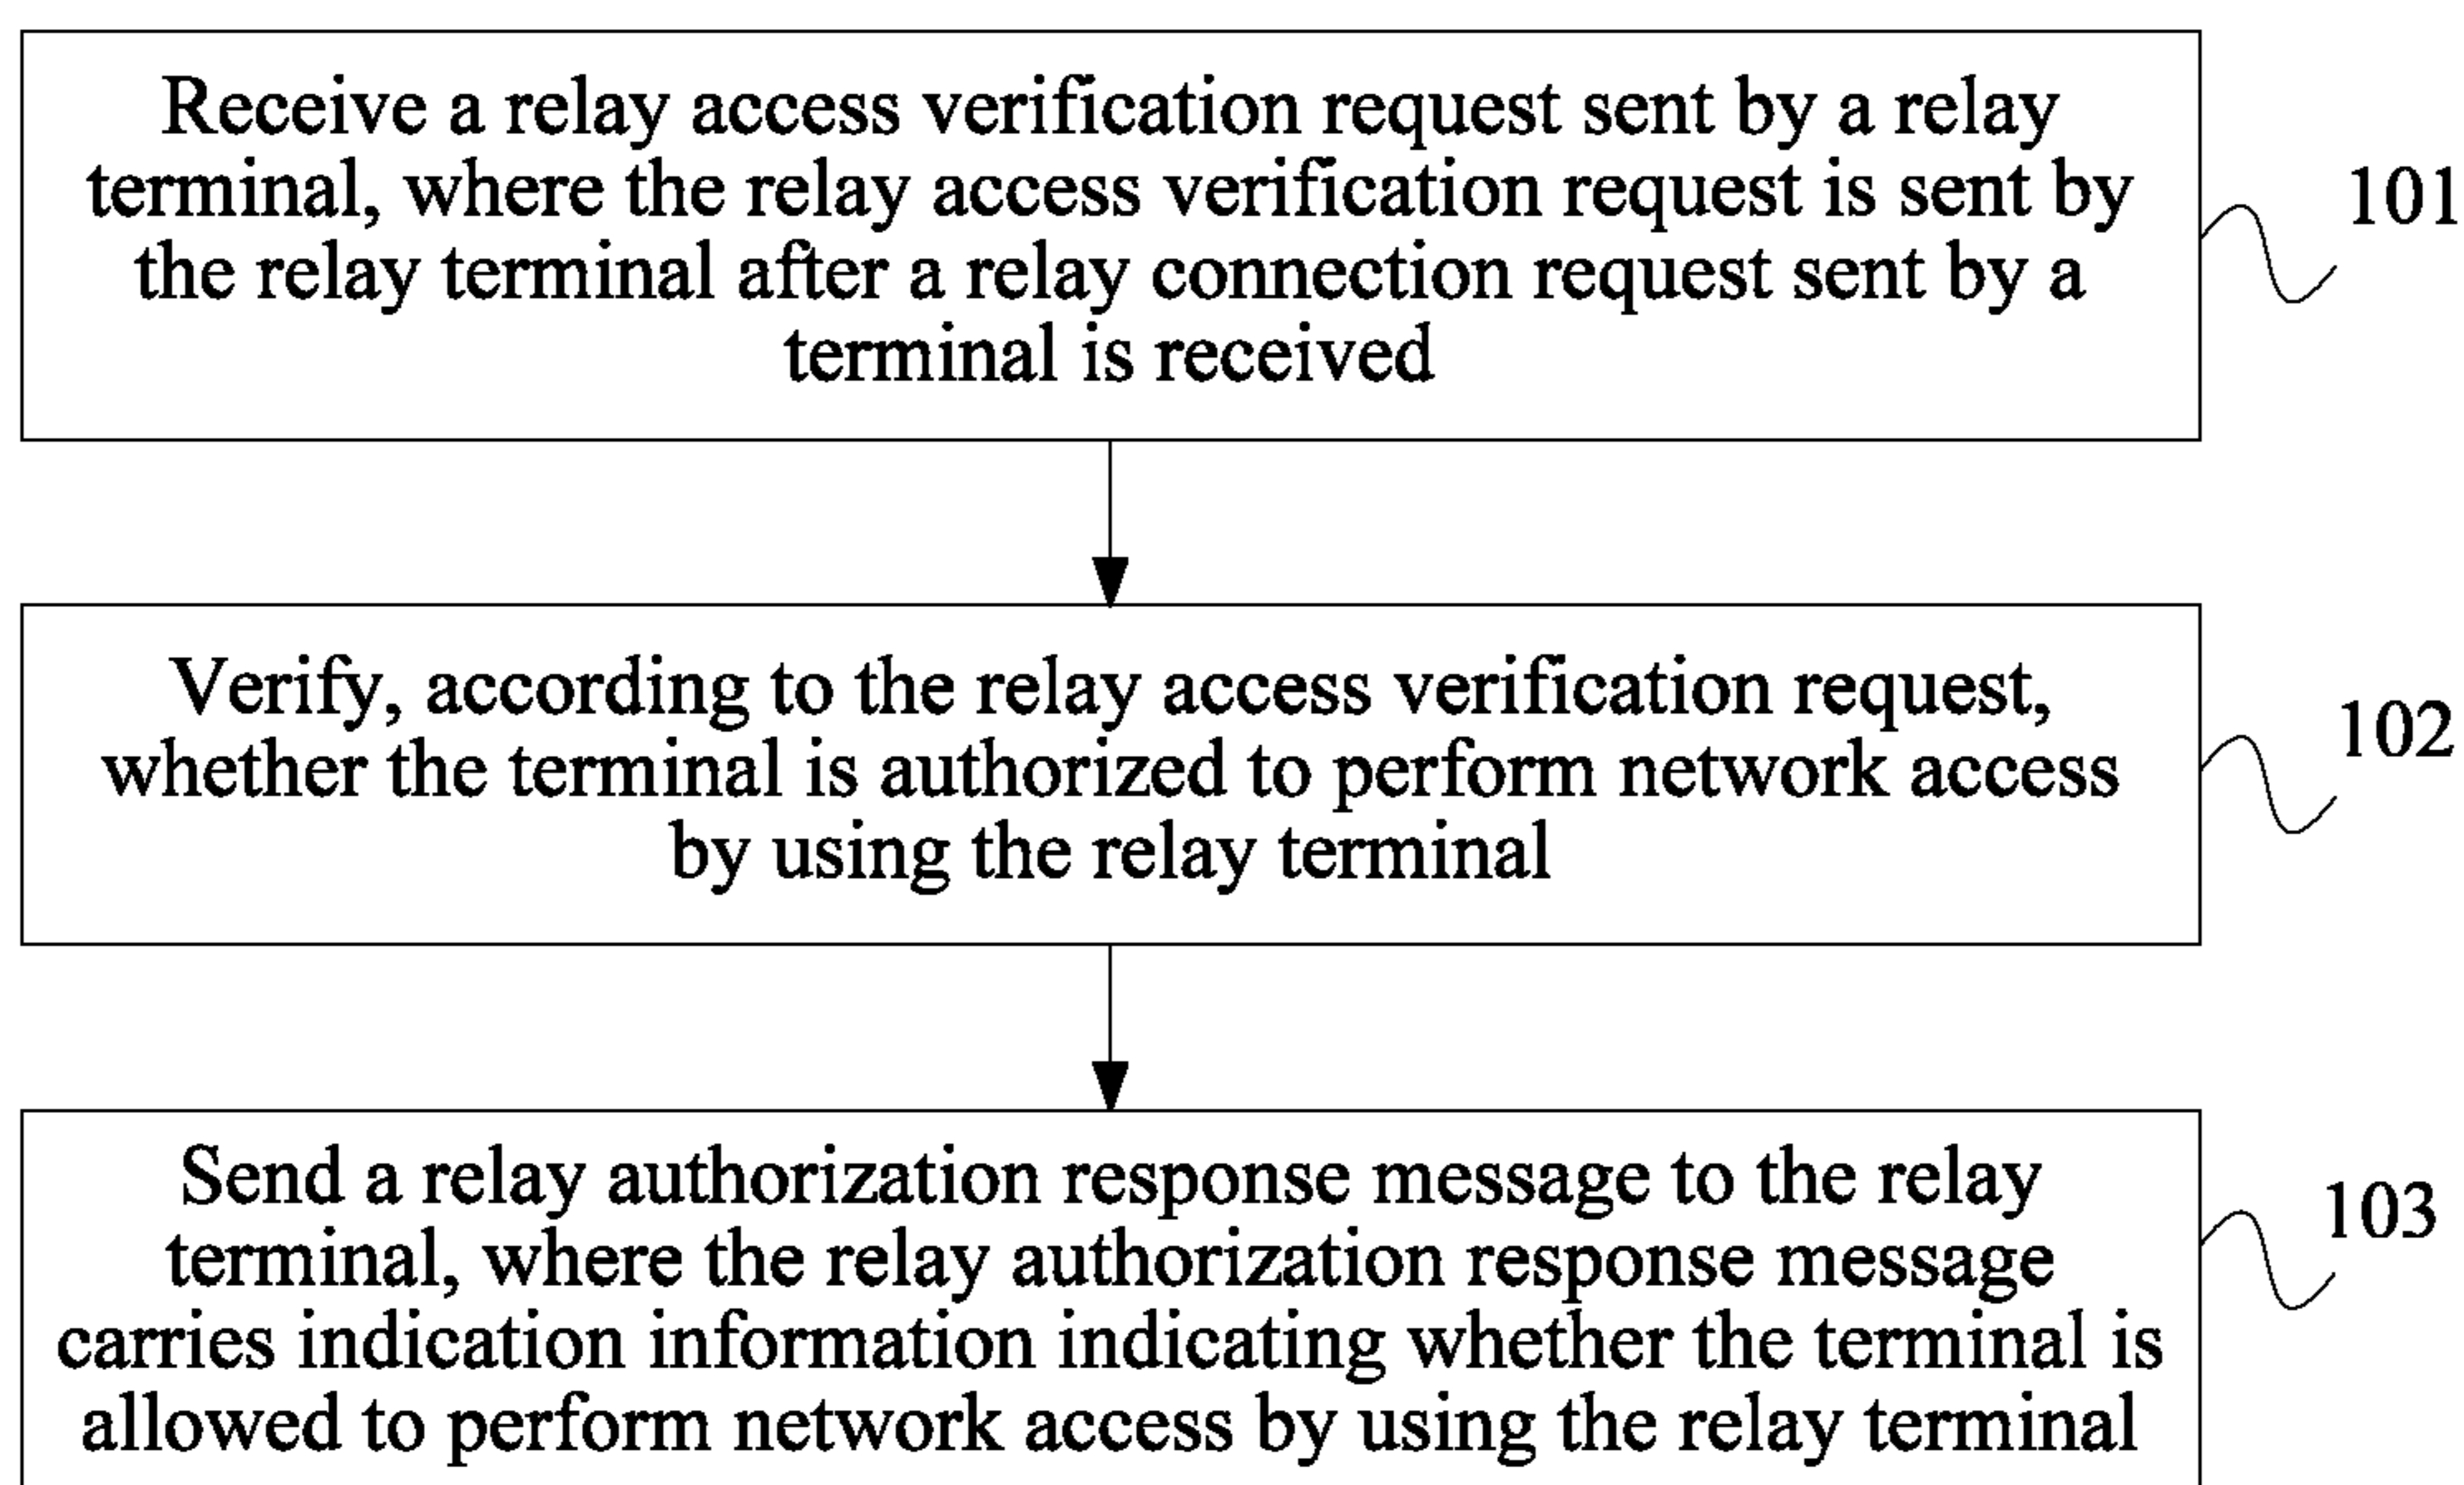 Receive a relay access verification request sent by a relay
terminal, where the relay access verification request is sent by
the relay terminal after a relay connection request sent by a
terminal is received
101
Verify, according to the relay access verification request,
whether the terminal is authorized to perform network access
by using the relay terminal
102
Send a relay authorization response message to the relay
terminal, where the relay authorization response message
carries indication information indicating whether the terminal is
allowed to perform network access by using the relay terminal
103